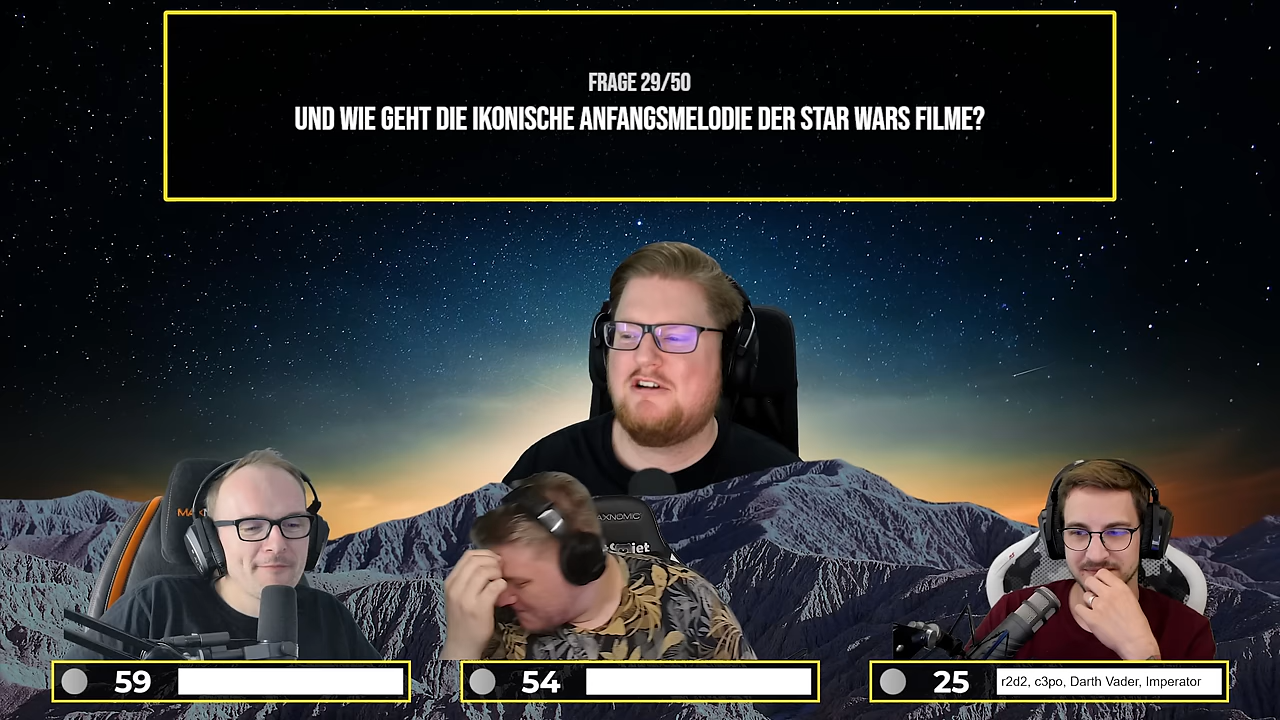 FRAGE 29/50
UND WIE GEHT DIE IKONISCHE ANFANGSMELODIE DER STAR WARS FILME?
AXNOMIC
59
54
25
r2d2, c3po, Darth Vader, Imperator